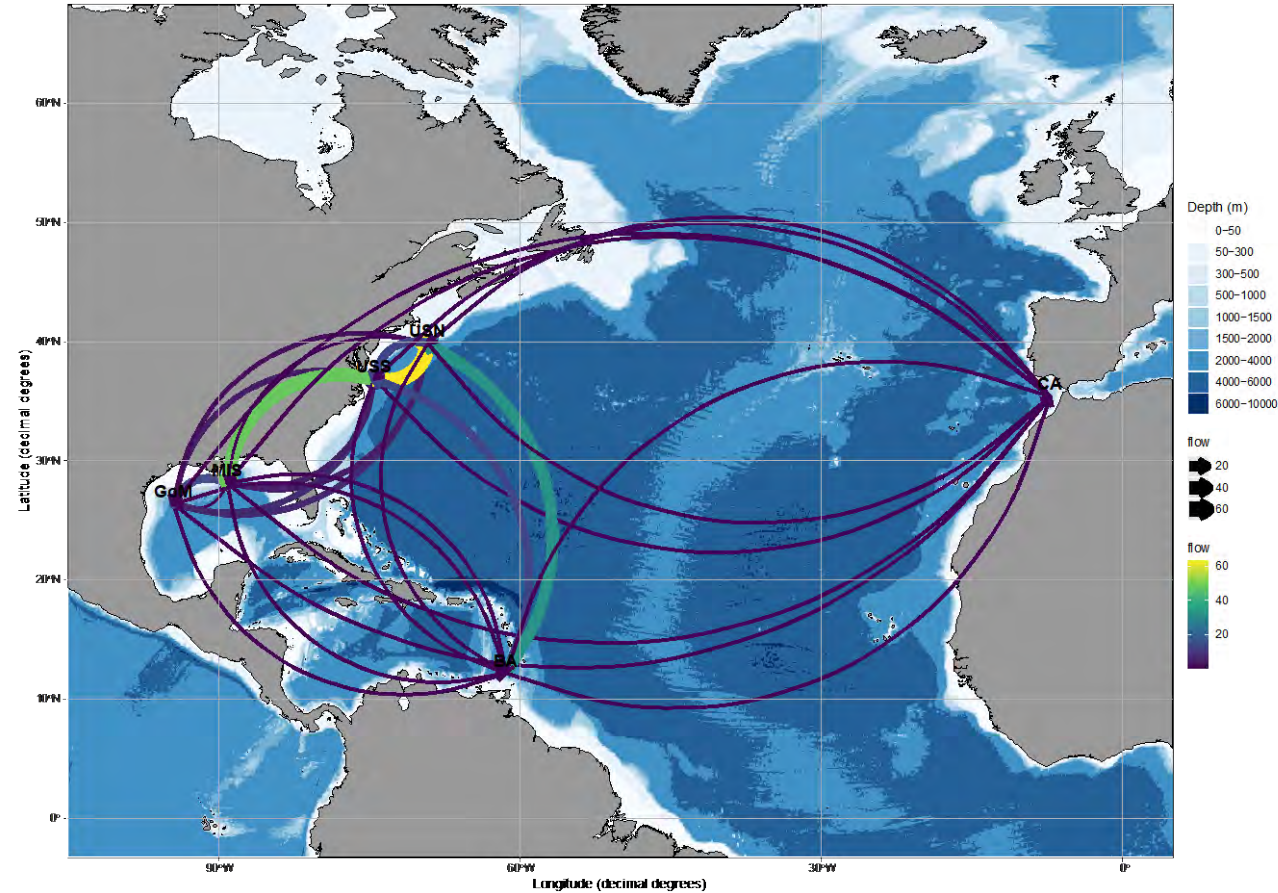 60°N
50°N
40°N
30°N
20°N
10°N
0°
90°W
60°W
30°W
0°
Latitude (decimal degrees)
Longitude (decimal degrees)
USN
USS
MIS
GoM
BA
CA
Depth (m)
0−50
50−300
300−500
500−1000
1000−1500
1500−2000
2000−4000
4000−6000
6000−10000
flow
20
40
60
flow
60
40
20